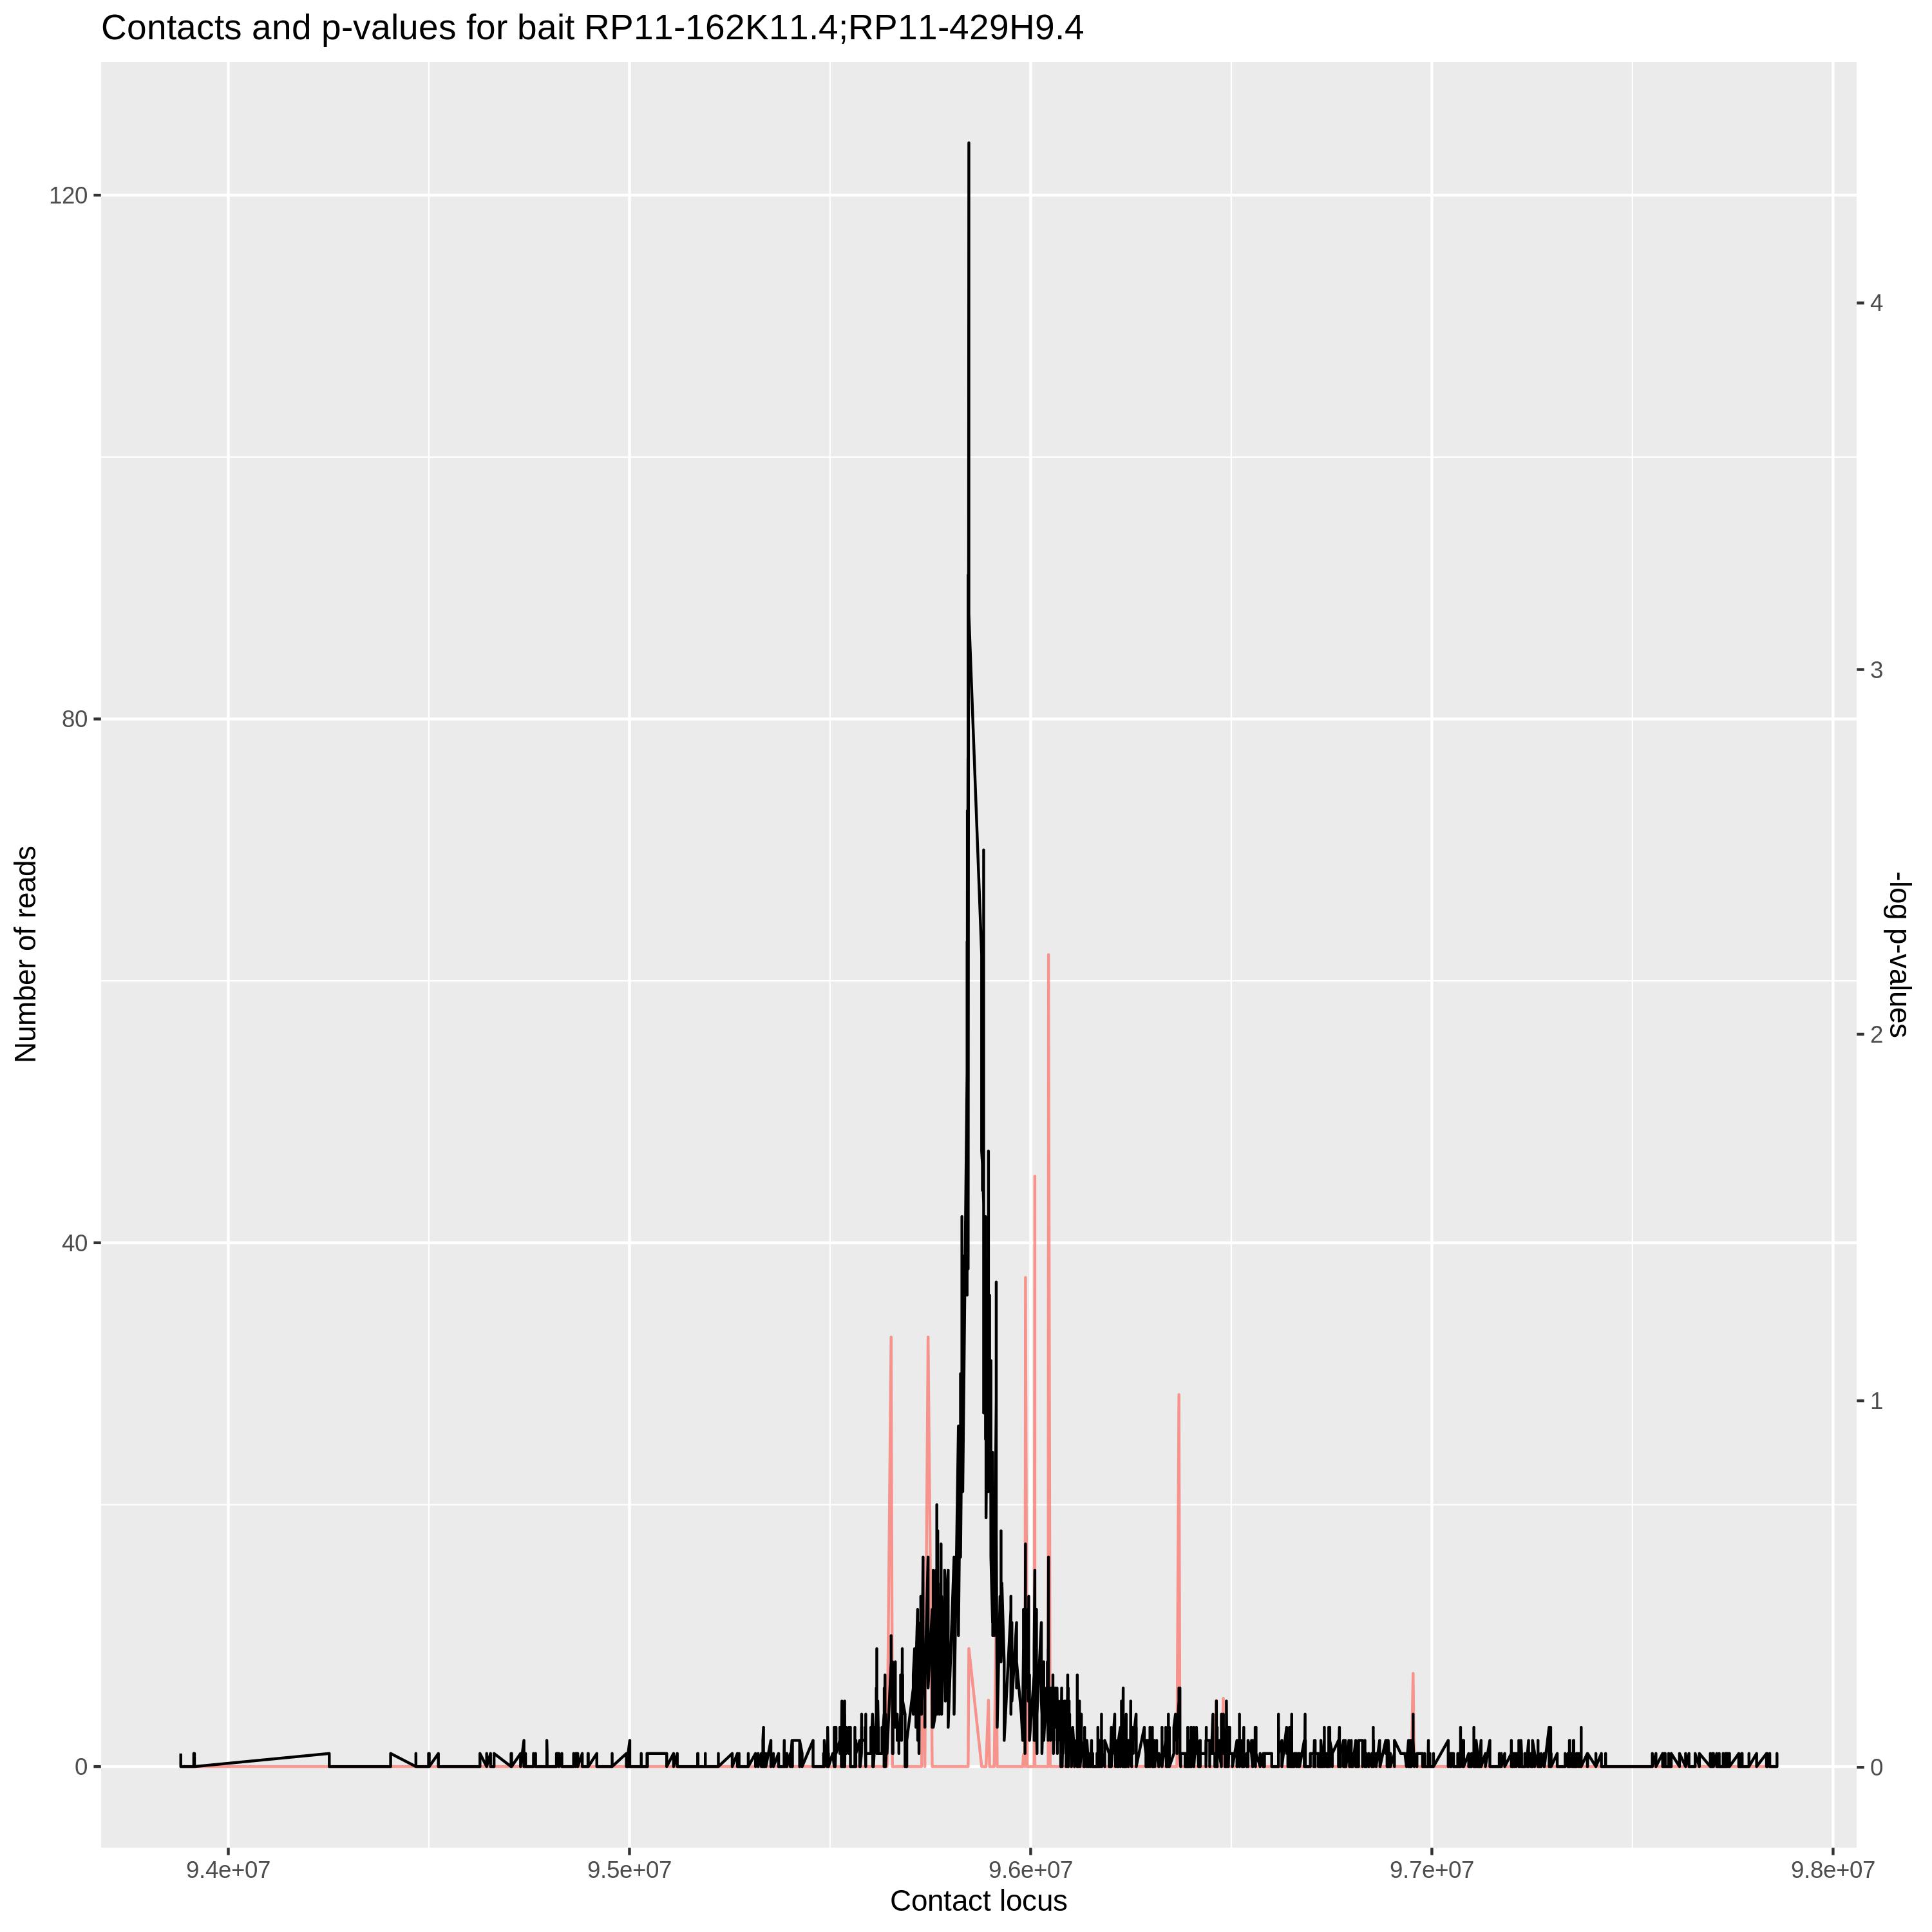 Contacts and p-values for bait RP11-162K11.4;RP11-429H9.4
120
80
40
0
Number of reads
4
3
2
1
0
-log p-values
9.4e+07 9.5e+07 9.6e+07 9.7e+07 9.8e+07
Contact locus